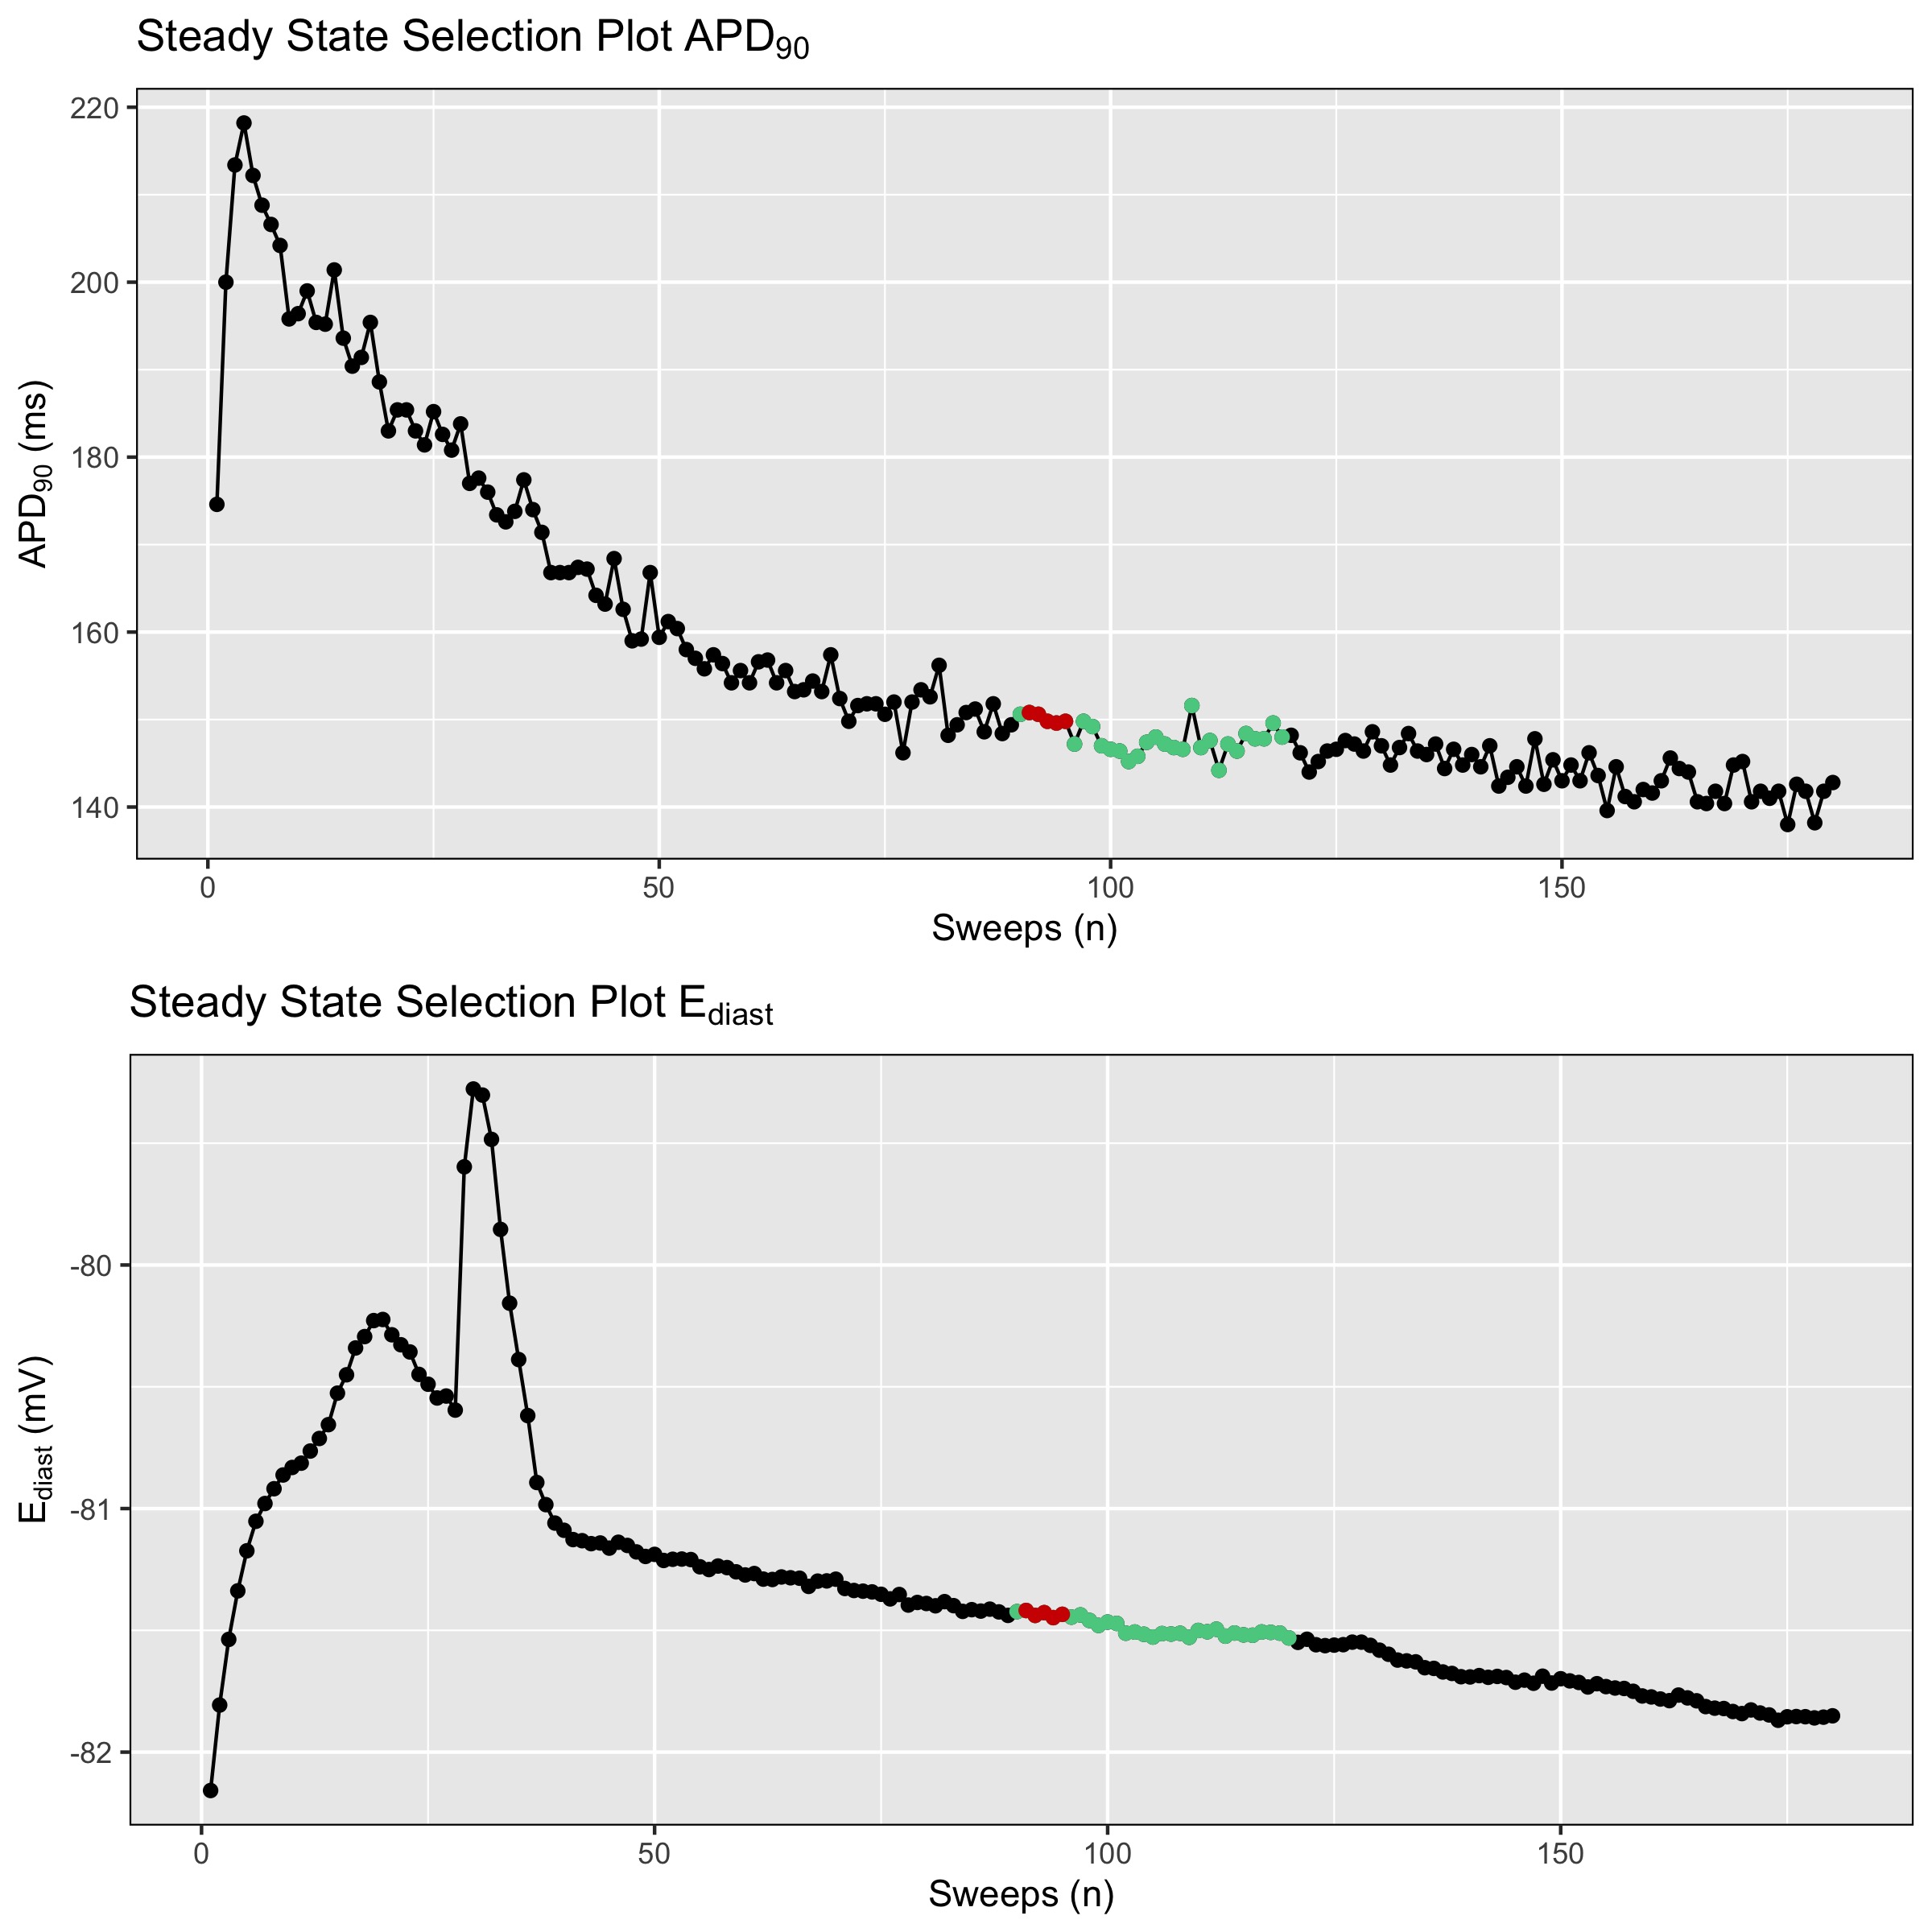 Steady State Selection Plot APD90
220
200
180
160
140
APD90 (ms)
0 50 100 150
Sweeps (n)
Steady State Selection Plot Ediast
-80
-81
-82
Ediast (mV)
0 50 100 150
Sweeps (n)